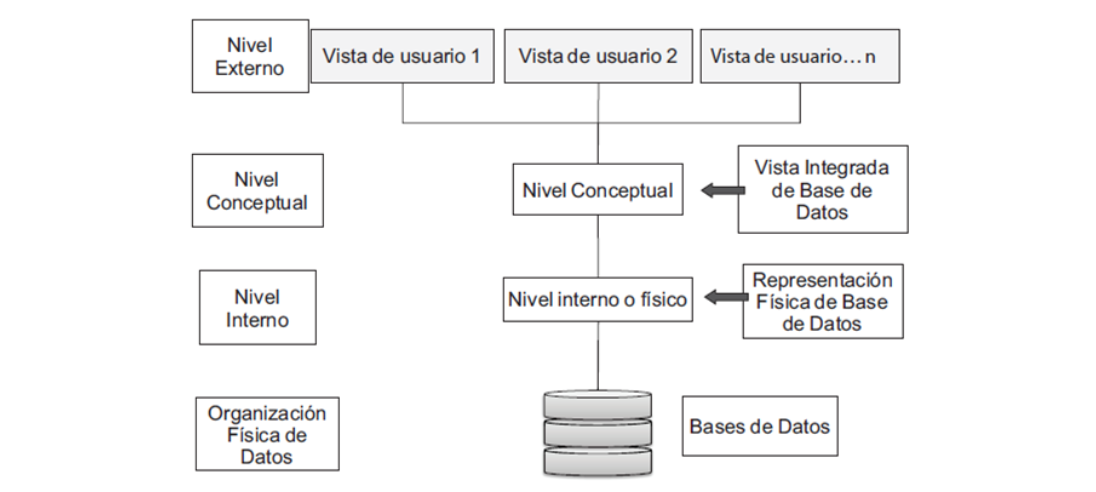 Nivel
Externo
Vista de usuario 1
Vista de usuario 2
Vista de usuario... n
Nivel
Conceptual
Nivel Conceptual
Vista Integrada
de Base de
Datos
Nivel
Interno
Nivel interno o físico
Representación
Física de Base
de Datos
Organización
Física de
Datos
Bases de Datos